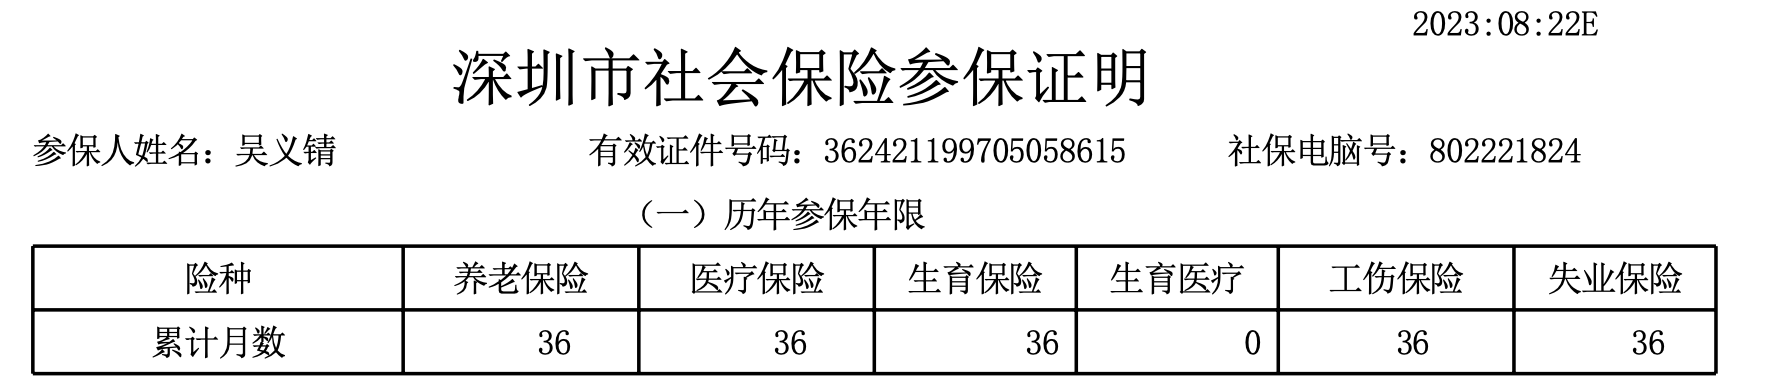 2023:08:22E
深圳市社会保险参保证明
参保人姓名：吴义锖 有效证件号码：362421199705058615 社保电脑号：802221824
（一）历年参保年限
险种 养老保险 医疗保险 生育保险 生育医疗 工伤保险 失业保险
累计月数 36 36 36 0 36 36